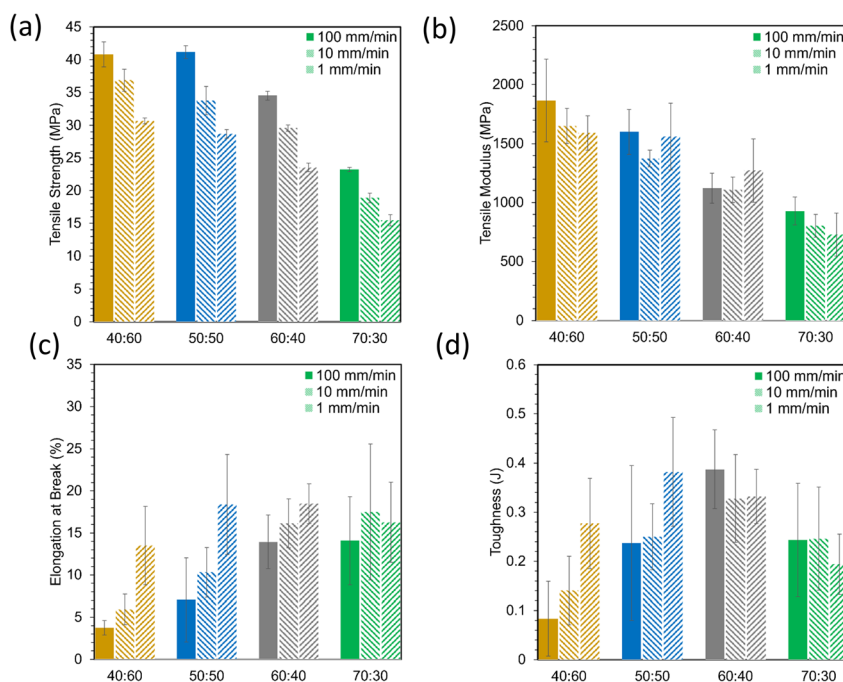 (a)
Tensile Strength (MPa)
45
40
35
30
25
20
15
10
5
0
100 mm/min
10 mm/min
1 mm/min
40:60 50:50 60:40 70:30
(b)
Tensile Modulus (MPa)
2500
2000
1500
1000
500
0
100 mm/min
10 mm/min
1 mm/min
40:60 50:50 60:40 70:30
(c)
Elongation at Break (%)
35
30
25
20
15
10
5
0
100 mm/min
10 mm/min
1 mm/min
40:60 50:50 60:40 70:30
(d)
Toughness (J)
0.6
0.5
0.4
0.3
0.2
0.1
0
100 mm/min
10 mm/min
1 mm/min
40:60 50:50 60:40 70:30